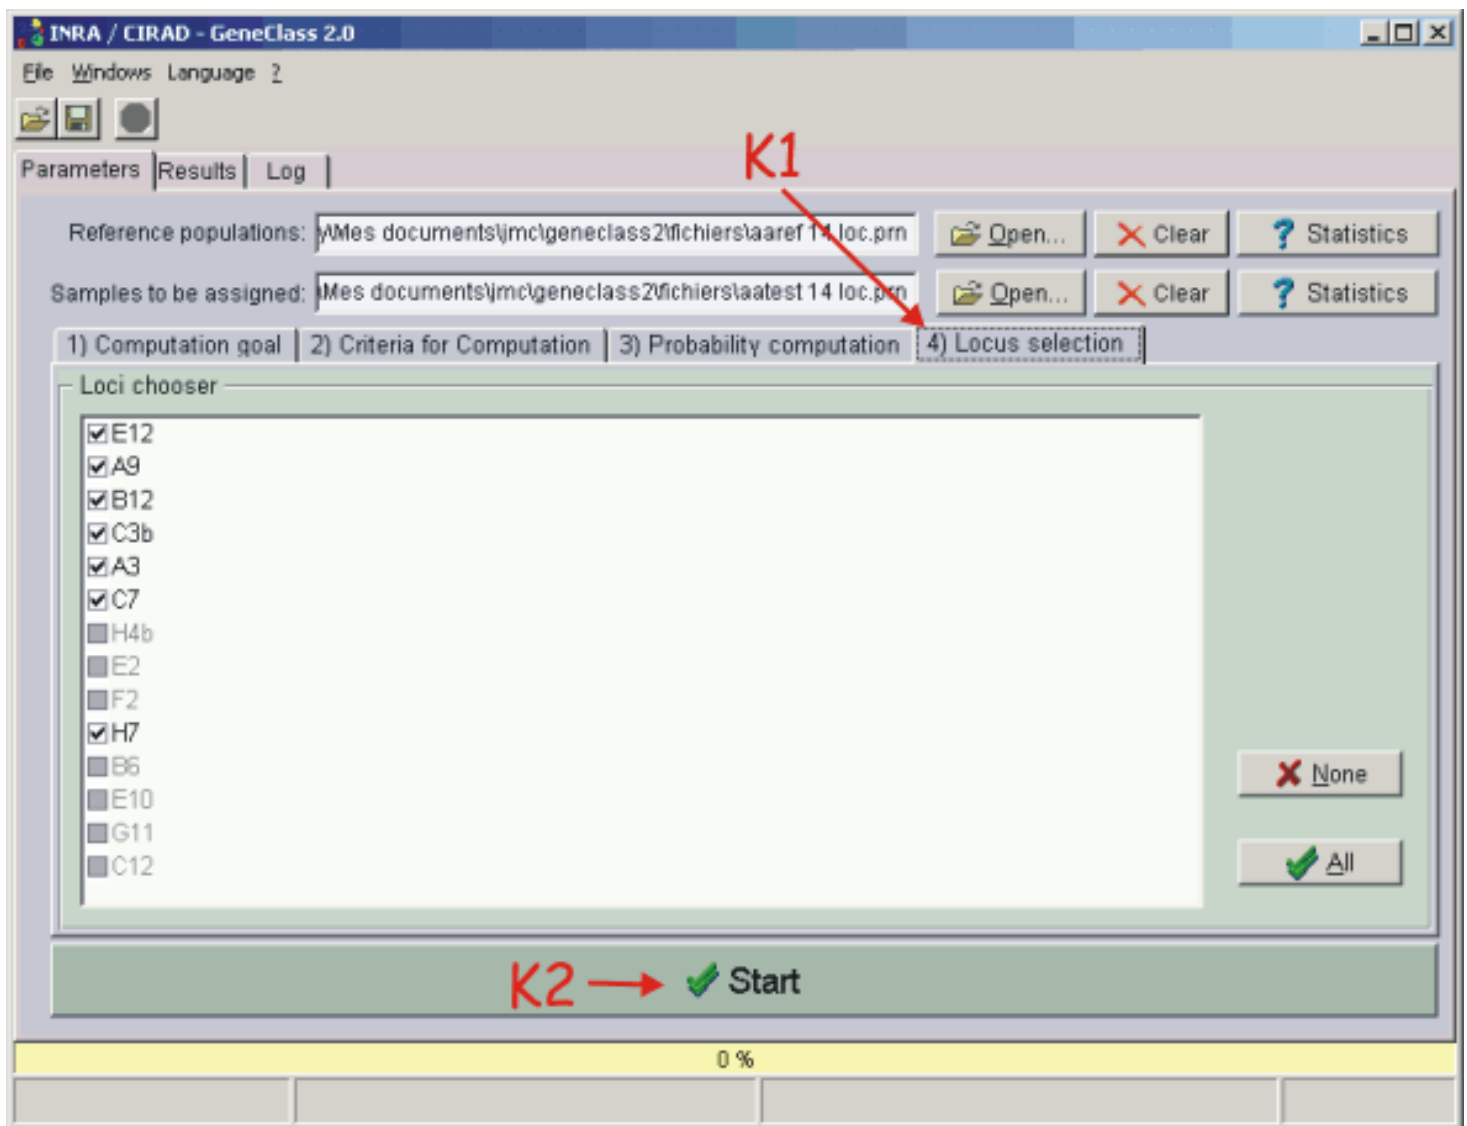 INRA / CIRAD - GeneClass 2.0
File Windows Language ?
K1
Parameters Results Log
Reference populations: y\Mes documents\jmc\geneclass2\fichiers\aaref 14 loc.prn Open... Clear ? Statistics
Samples to be assigned: \Mes documents\jmc\geneclass2\fichiers\aatest 14 loc.prn Open... Clear ? Statistics
1) Computation goal 2) Criteria for Computation 3) Probability computation 4) Locus selection
Loci chooser
E12
A9
B12
C3b
A3
C7
H4b
E2
F2
H7
B6
None
E10
G11
C12
All
K2 Start
0 %